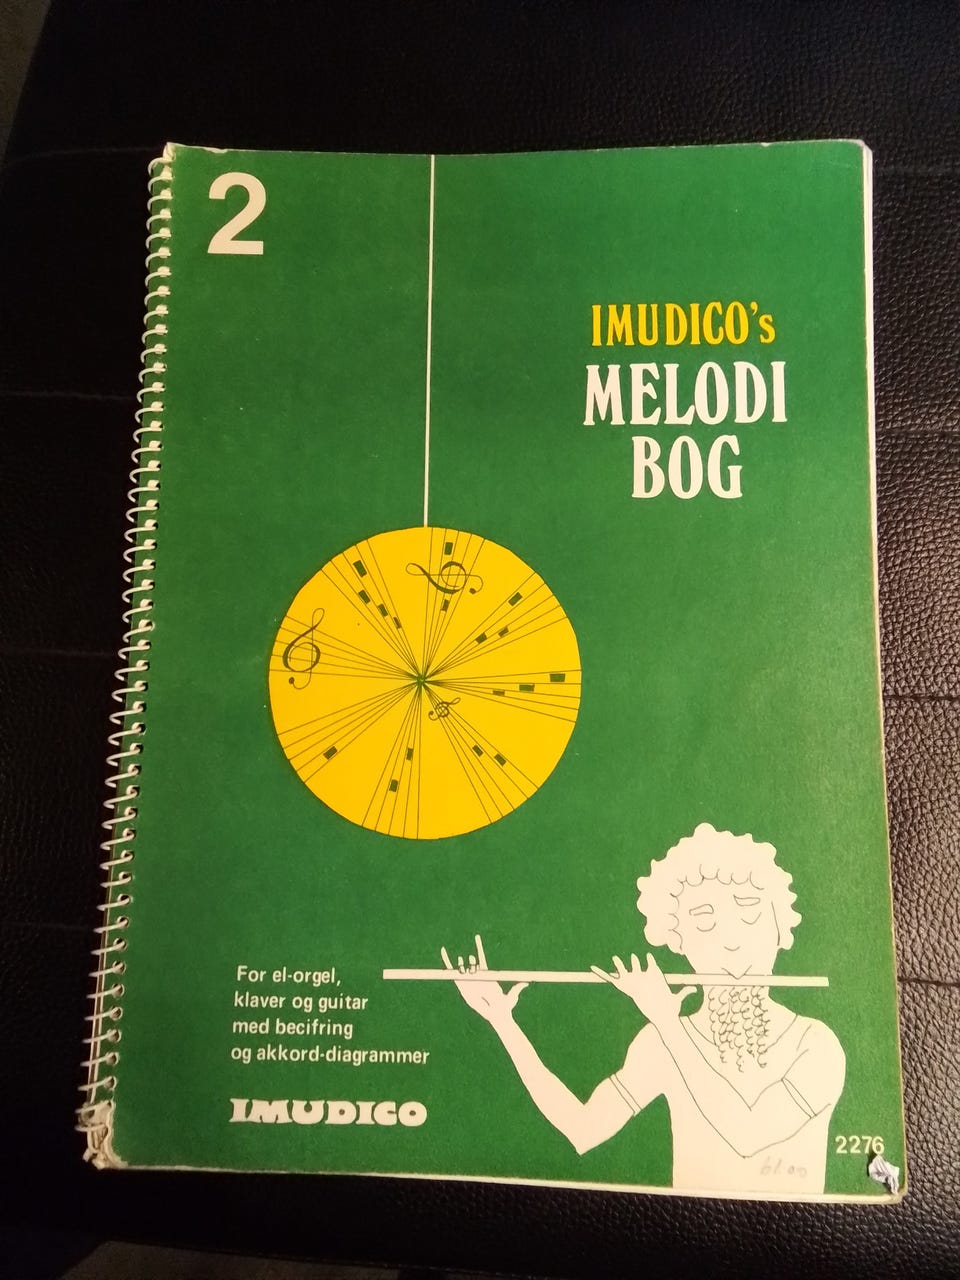 2
IMUDICO's
MELODI
BOG
For el-orgel,
klaver og guitar
med becifring
og akkord-diagrammer
IMUDICO
2276